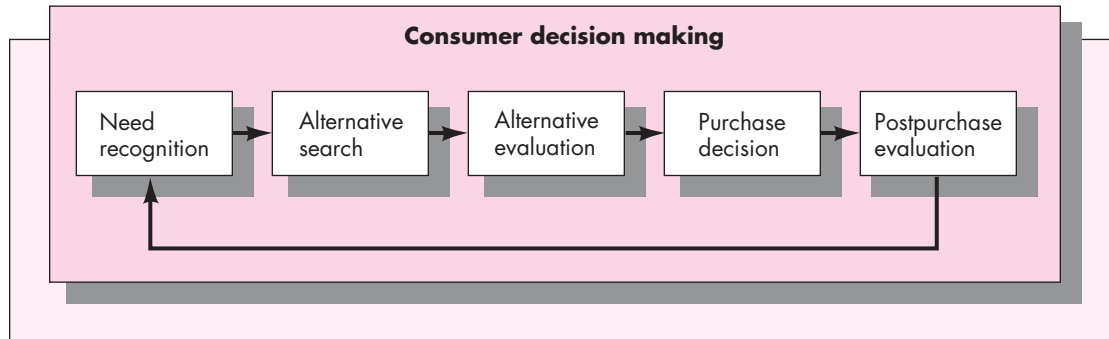 Consumer decision making
Need
recognition
Alternative
search
Alternative
evaluation
Purchase
decision
Postpurchase
evaluation